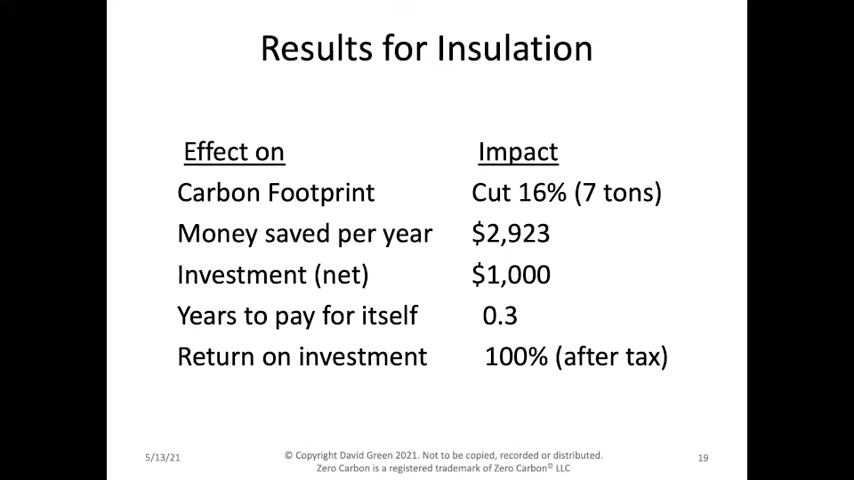 Results for Insulation
Effect on Impact
Carbon Footprint Cut 16% (7 tons)
Money saved per year $2,923
Investment (net) $1,000
Years to pay for itself 0.3
Return on investment 100% (after tax)
5/13/21 © Copyright David Green 2021. Not to be copied, recorded or distributed. 19
Zero Carbon is a registered trademark of Zero Carbon® LLC